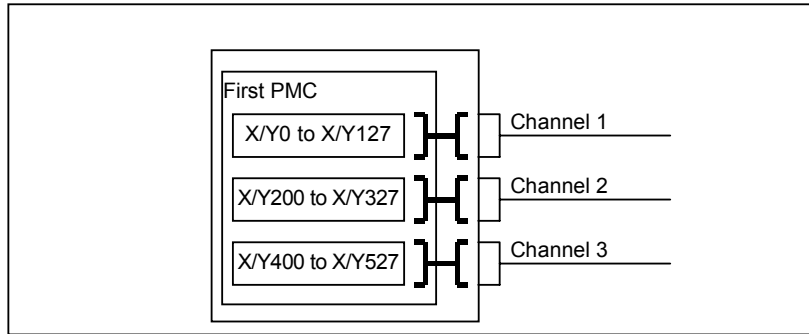 First PMC
X/Y0 to X/Y127
Channel 1
X/Y200 to X/Y327
Channel 2
X/Y400 to X/Y527
Channel 3